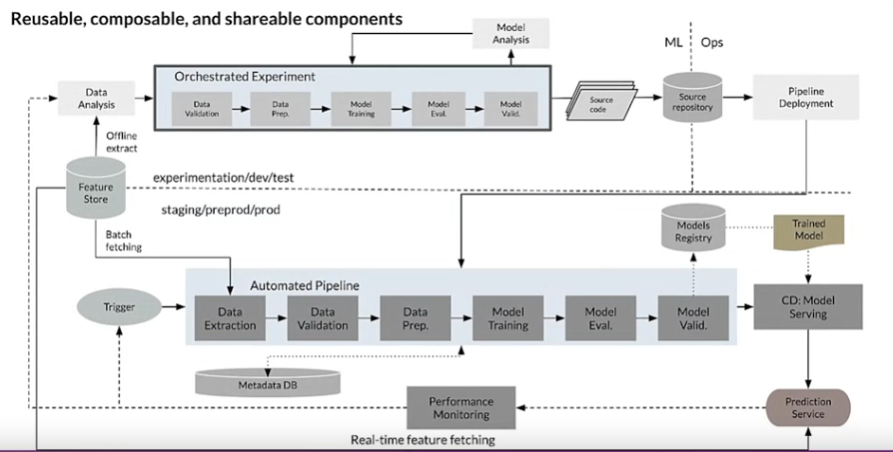 Reusable, composable, and shareable components
Model
Analysis
ML
Ops
Orchestrated Experiment
Data
Analysis
Data
Validation
Data
Prep.
Model
Training
Model
Eval.
Model
Valid.
Source
code
Source
repository
Pipeline
Deployment
Offline
extract
Feature
Store
experimentation/dev/test
staging/preprod/prod
Batch
fetching
Models
Registry
Trained
Model
Automated Pipeline
Trigger
Data
Extraction
Data
Validation
Data
Prep.
Model
Training
Model
Eval.
Model
Valid.
CD: Model
Serving
Metadata DB
Performance
Monitoring
Prediction
Service
Real-time feature fetching